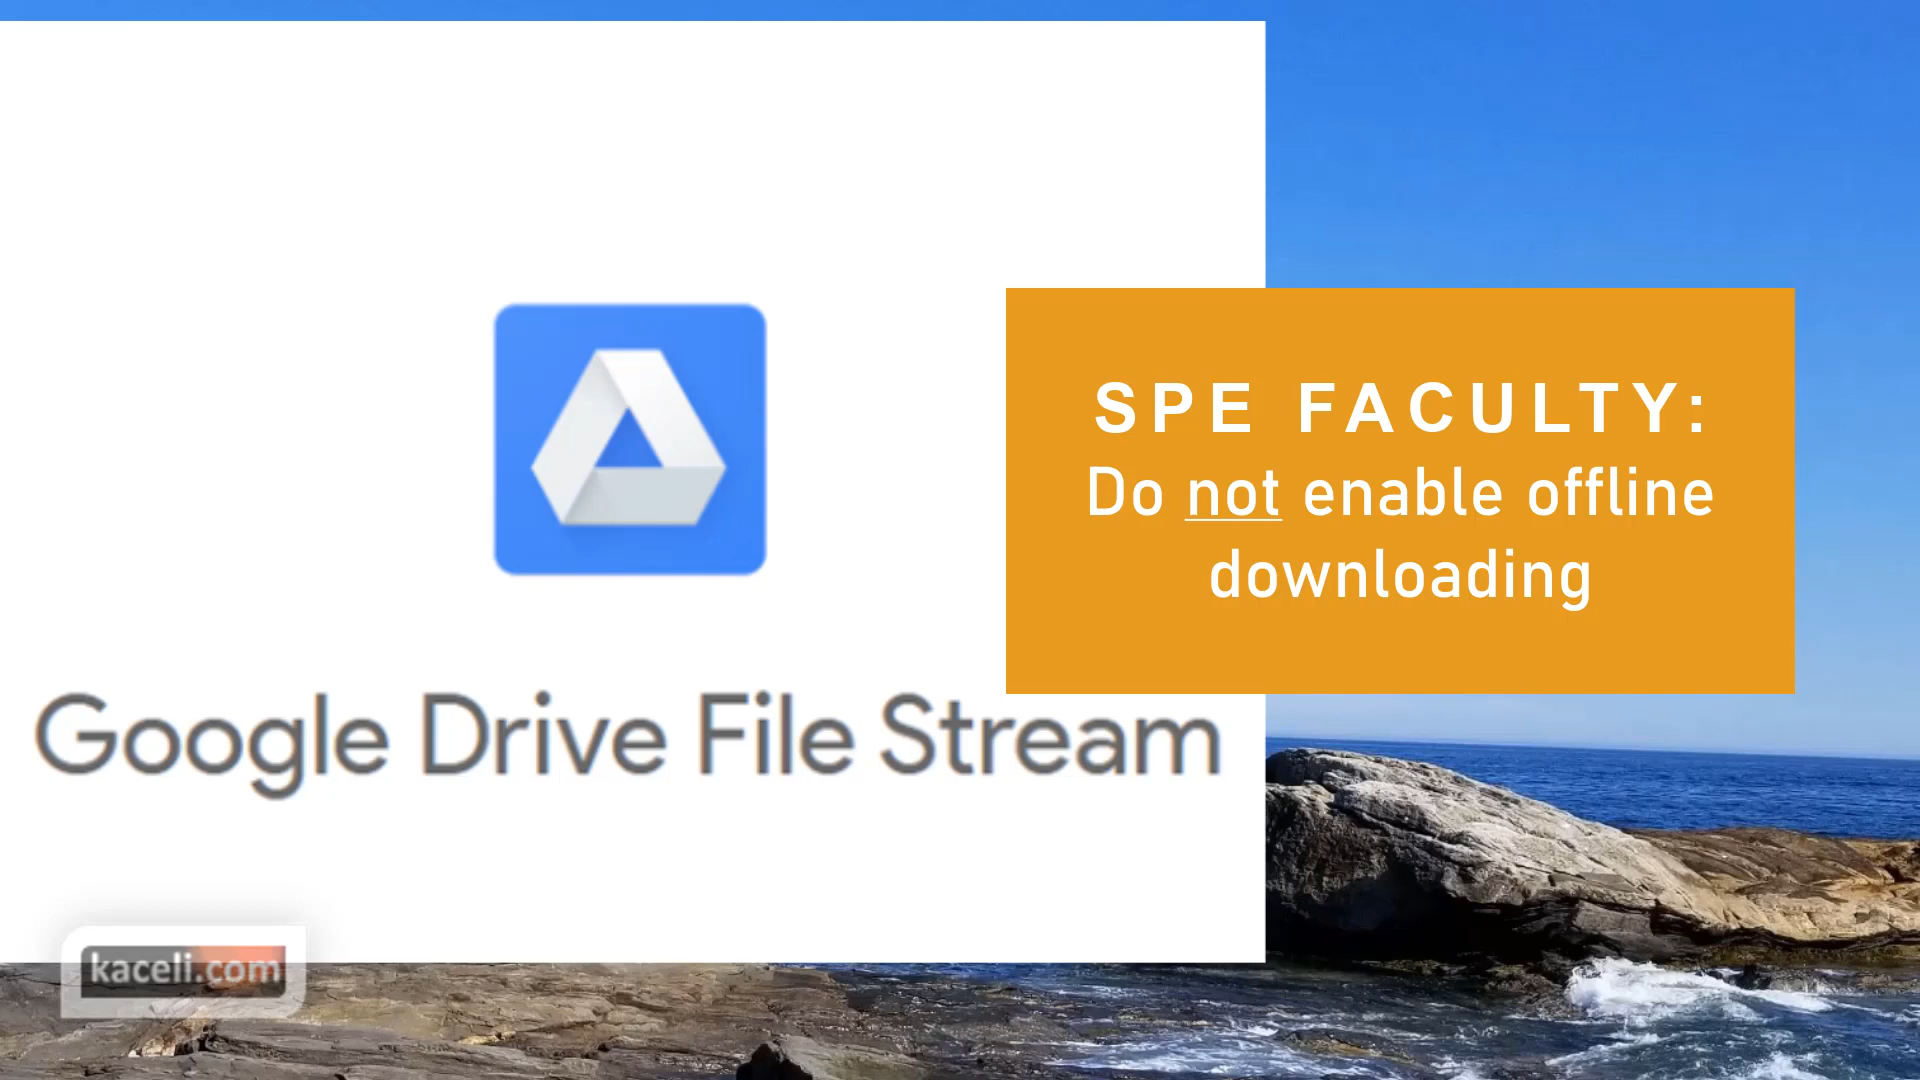 SPE FACULTY:
Do not enable offline
downloading
Google Drive File Stream
kaceli.com